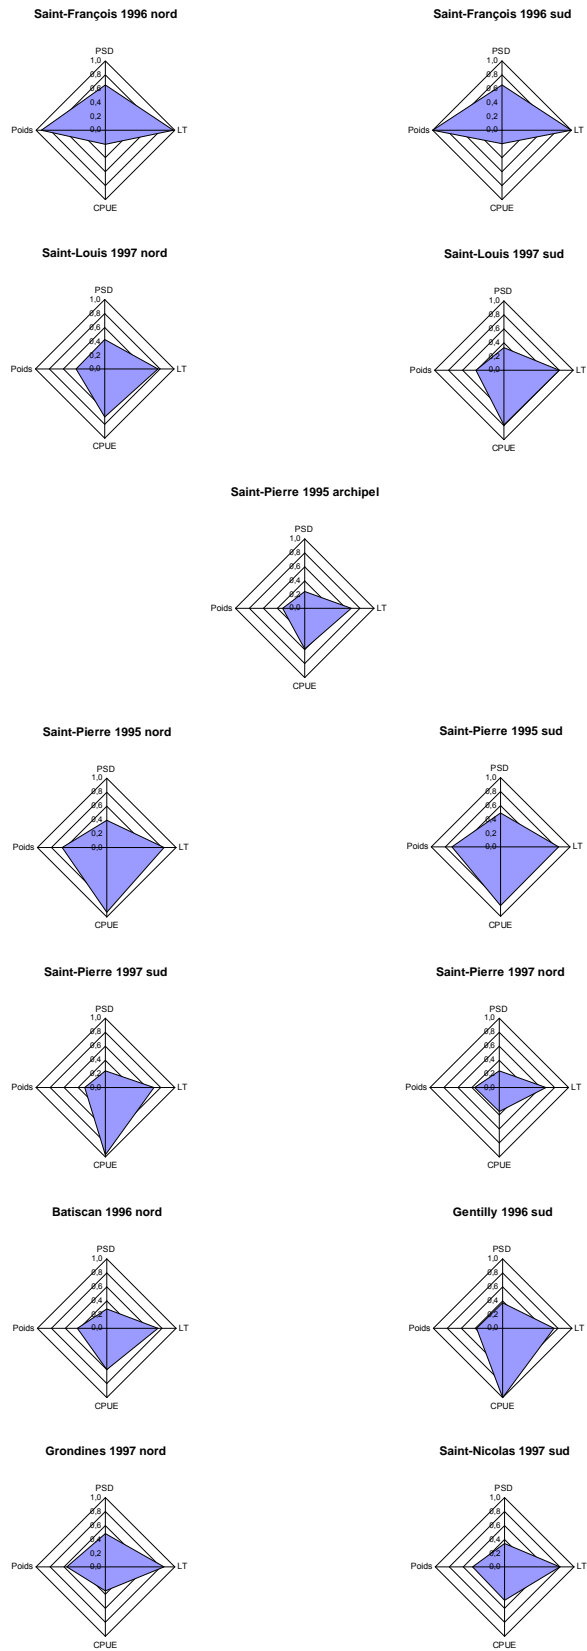 Saint-François 1996 nord
PSD
1,0
0,8
0,6
0,4
0,2
0,0
Poids
LT
CPUE
Saint-François 1996 sud
PSD
1,0
0,8
0,6
0,4
0,2
0,0
Poids
LT
CPUE
Saint-Louis 1997 nord
PSD
1,0
0,8
0,6
0,4
0,2
0,0
Poids
LT
CPUE
Saint-Louis 1997 sud
PSD
1,0
0,8
0,6
0,4
0,2
0,0
Poids
LT
CPUE
Saint-Pierre 1995 archipel
PSD
1,0
0,8
0,6
0,4
0,2
0,0
Poids
LT
CPUE
Saint-Pierre 1995 nord
PSD
1,0
0,8
0,6
0,4
0,2
0,0
Poids
LT
CPUE
Saint-Pierre 1995 sud
PSD
1,0
0,8
0,6
0,4
0,2
0,0
Poids
LT
CPUE
Saint-Pierre 1997 sud
PSD
1,0
0,8
0,6
0,4
0,2
0,0
Poids
LT
CPUE
Saint-Pierre 1997 nord
PSD
1,0
0,8
0,6
0,4
0,2
0,0
Poids
LT
CPUE
Batiscan 1996 nord
PSD
1,0
0,8
0,6
0,4
0,2
0,0
Poids
LT
CPUE
Gentilly 1996 sud
PSD
1,0
0,8
0,6
0,4
0,2
0,0
Poids
LT
CPUE
Grondines 1997 nord
PSD
1,0
0,8
0,6
0,4
0,2
0,0
Poids
LT
CPUE
Saint-Nicolas 1997 sud
PSD
1,0
0,8
0,6
0,4
0,2
0,0
Poids
LT
CPUE